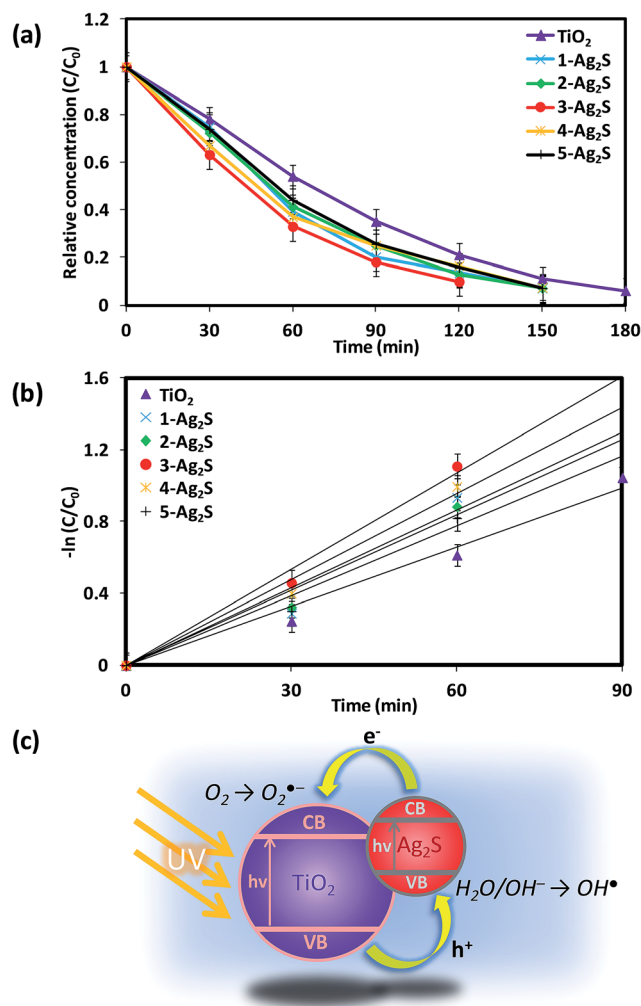 (a)
Relative concentration (C/C₀)
1.2
1
0.8
0.6
0.4
0.2
0
0 30 60 90 120 150 180
Time (min)
TiO₂
1-Ag₂S
2-Ag₂S
3-Ag₂S
4-Ag₂S
5-Ag₂S
(b)
-ln (C/C₀)
1.6
1.2
0.8
0.4
0
0 30 60 90
Time (min)
TiO₂
1-Ag₂S
2-Ag₂S
3-Ag₂S
4-Ag₂S
5-Ag₂S
(c)
e⁻
O₂ → O₂•⁻
CB
CB
UV
hv
TiO₂
hv
Ag₂S
VB
VB
H₂O/OH⁻ → OH•
h⁺